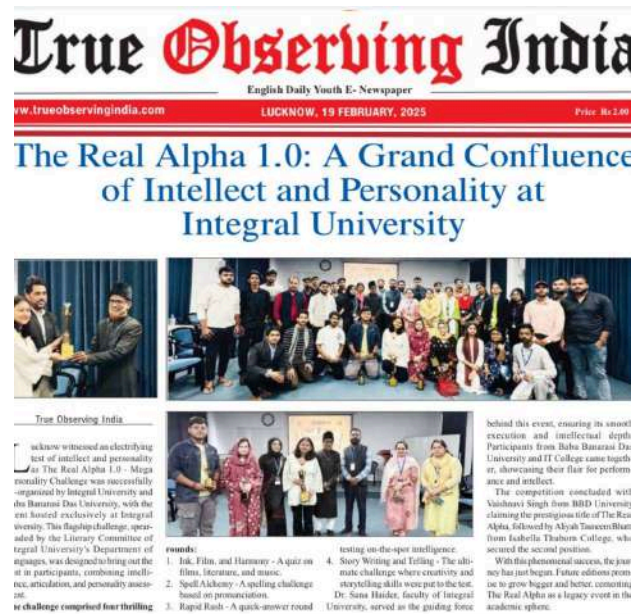 True Observing India
English Daily Youth E- Newspaper
ww.trueobservingindia.com
LUCKNOW, 19 FEBRUARY, 2025
Price Rs 2.00
The Real Alpha 1.0: A Grand Confluence
of Intellect and Personality at
Integral University
True Observing India
Lucknow witnessed an electrifying
test of intellect and personality
as The Real Alpha 1.0 - Mega
rsonality Challenge was successfully
-organized by Integral University and
bu Banarasi Das University, with the
ent hosted exclusively at Integral
iversity. This flagship challenge, spear-
aded by the Literary Committee of
tegral University's Department of
nguages, was designed to bring out the
st in participants, combining intelli-
nce, articulation, and personality assess-
ent.
e challenge comprised four thrilling
rounds:
1. Ink, Film, and Harmony - A quiz on
films, literature, and music.
2. Spell Alchemy - A spelling challenge
based on pronunciation.
3. Rapid Rush - A quick-answer round
testing on-the-spot intelligence.
4. Story Writing and Telling - The ulti-
mate challenge where creativity and
storytelling skills were put to the test.
Dr. Sana Haider, faculty of Integral
University, served as the guiding force
behind this event, ensuring its smooth
execution and intellectual depth.
Participants from Babu Banarasi Das
University and IT College came togeth-
er, showcasing their flair for perform-
ance and intellect.
The competition concluded with
Vaishnavi Singh from BBD University
claiming the prestigious title of The Real
Alpha, followed by Aliyah Tasneem Bhatt
from Isabella Thoburn College, who
secured the second position.
With this phenomenal success, the jour-
ney has just begun. Future editions prom-
ise to grow bigger and better, cementing
The Real Alpha as a legacy event in the
academic sphere.